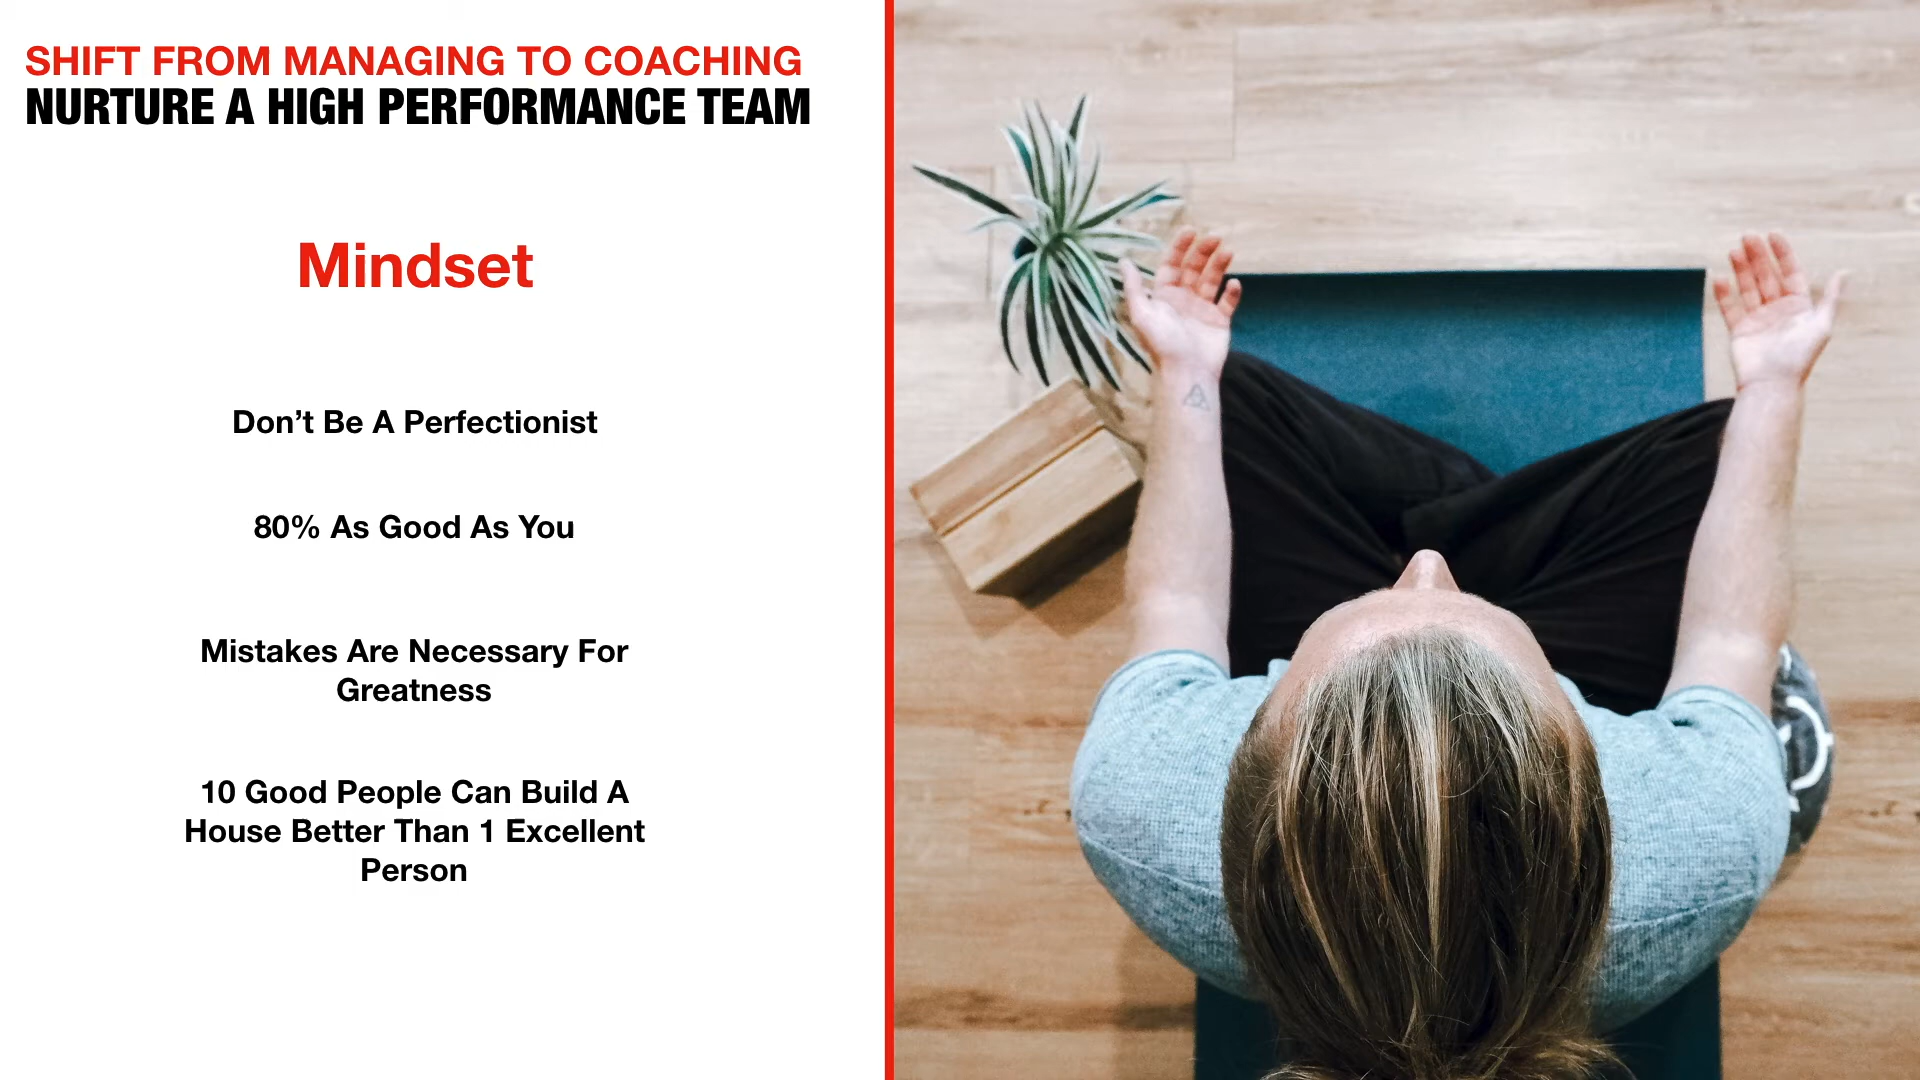 SHIFT FROM MANAGING TO COACHING
NURTURE A HIGH PERFORMANCE TEAM
Mindset
Don’t Be A Perfectionist
80% As Good As You
Mistakes Are Necessary For
Greatness
10 Good People Can Build A
House Better Than 1 Excellent
Person